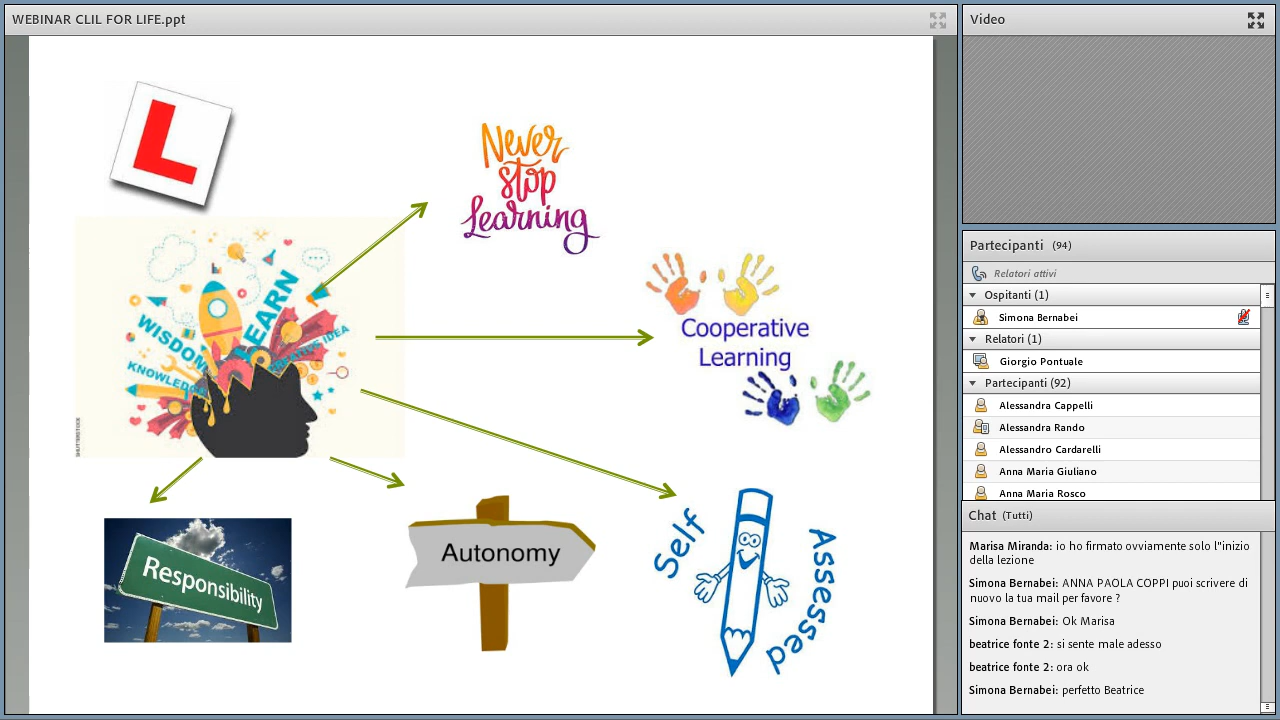 WEBINAR CLIL FOR LIFE.ppt
L
Never
stop
Learning
WISDOM
LEARN
KNOWLEDGE
CREATIVE IDEA
SHUTTERSTOCK
Cooperative
Learning
Responsibility
Autonomy
Self
Assessed
Video
Partecipanti (94)
Relatori attivi
Ospitanti (1)
Simona Bernabei
Relatori (1)
Giorgio Pontuale
Partecipanti (92)
Alessandra Cappelli
Alessandra Rando
Alessandro Cardarelli
Anna Maria Giuliano
Anna Maria Rosco
Chat (Tutti)
Marisa Miranda: io ho firmato ovviamente solo l"inizio
della lezione
Simona Bernabei: ANNA PAOLA COPPI puoi scrivere di
nuovo la tua mail per favore ?
Simona Bernabei: Ok Marisa
beatrice fonte 2: si sente male adesso
beatrice fonte 2: ora ok
Simona Bernabei: perfetto Beatrice